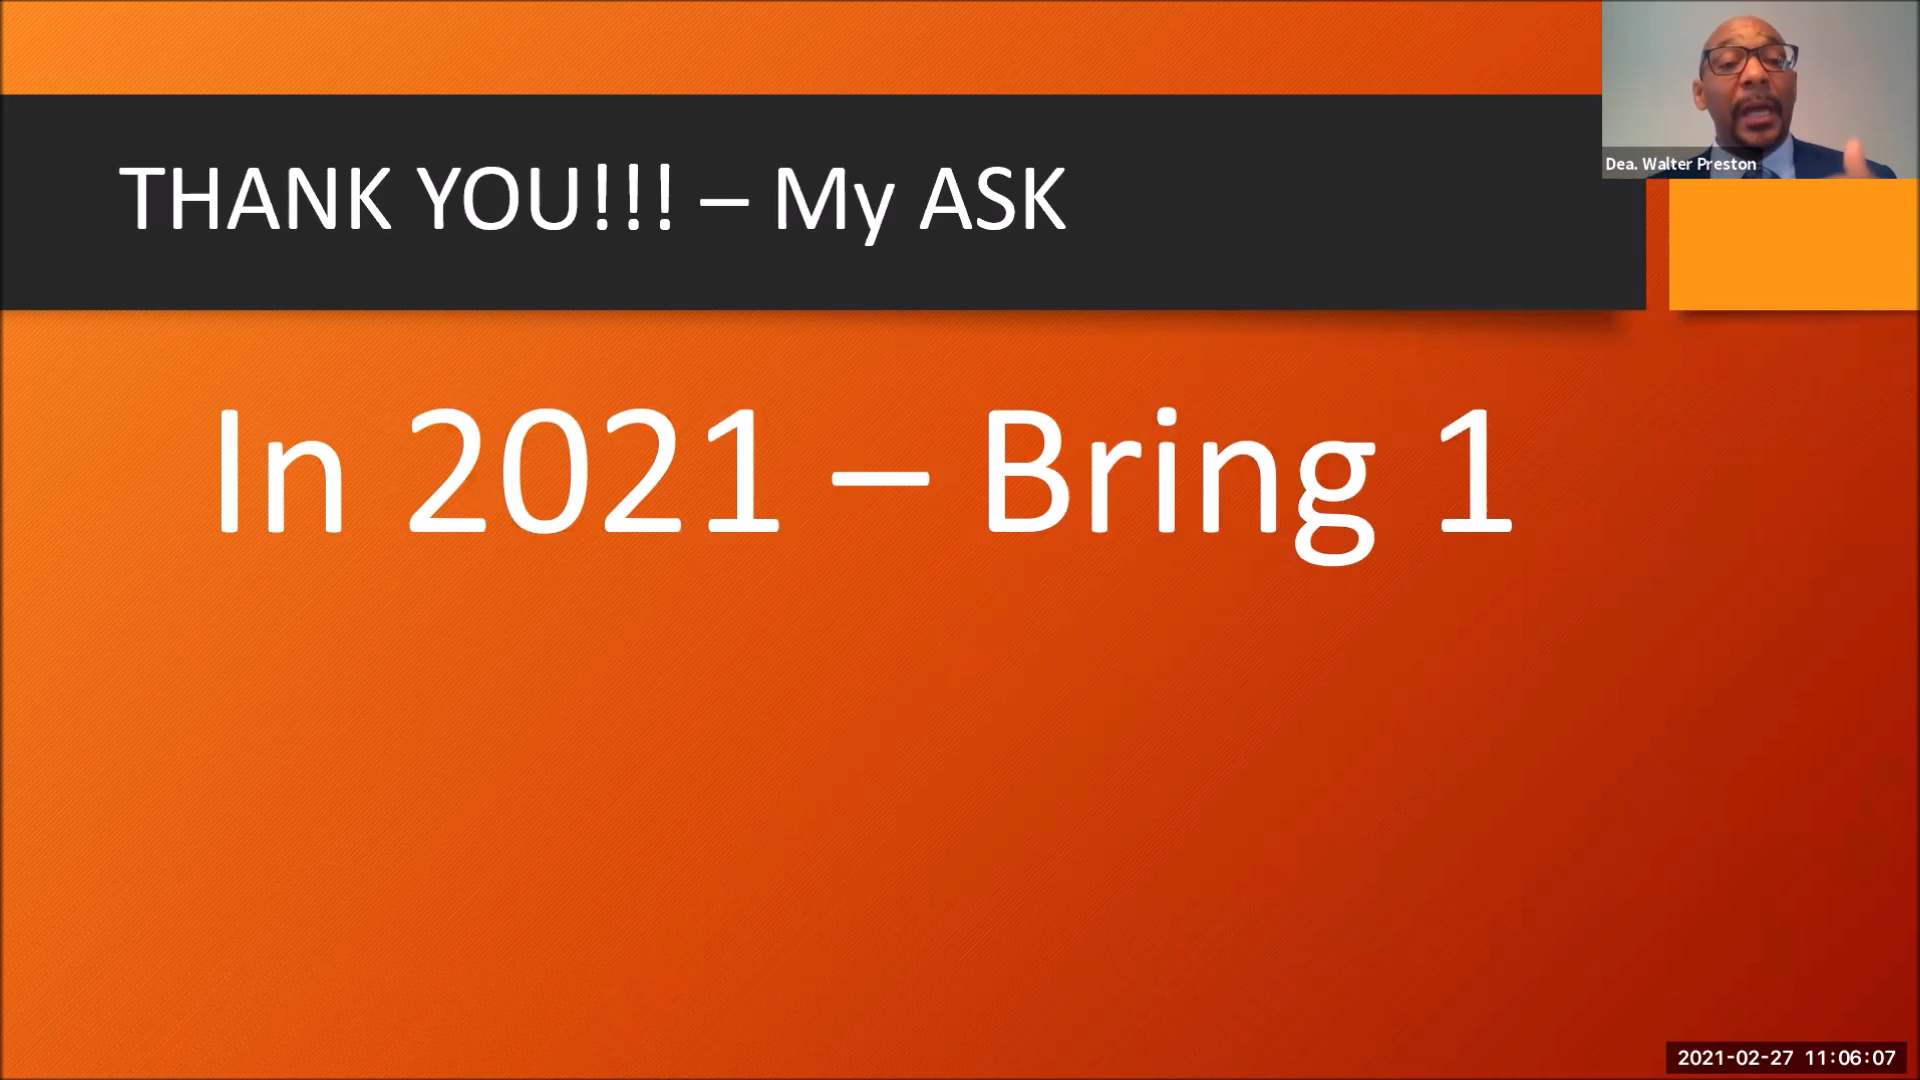 THANK YOU!!! – My ASK
Dea. Walter Preston
In 2021 – Bring 1
2021-02-27 11:06:07